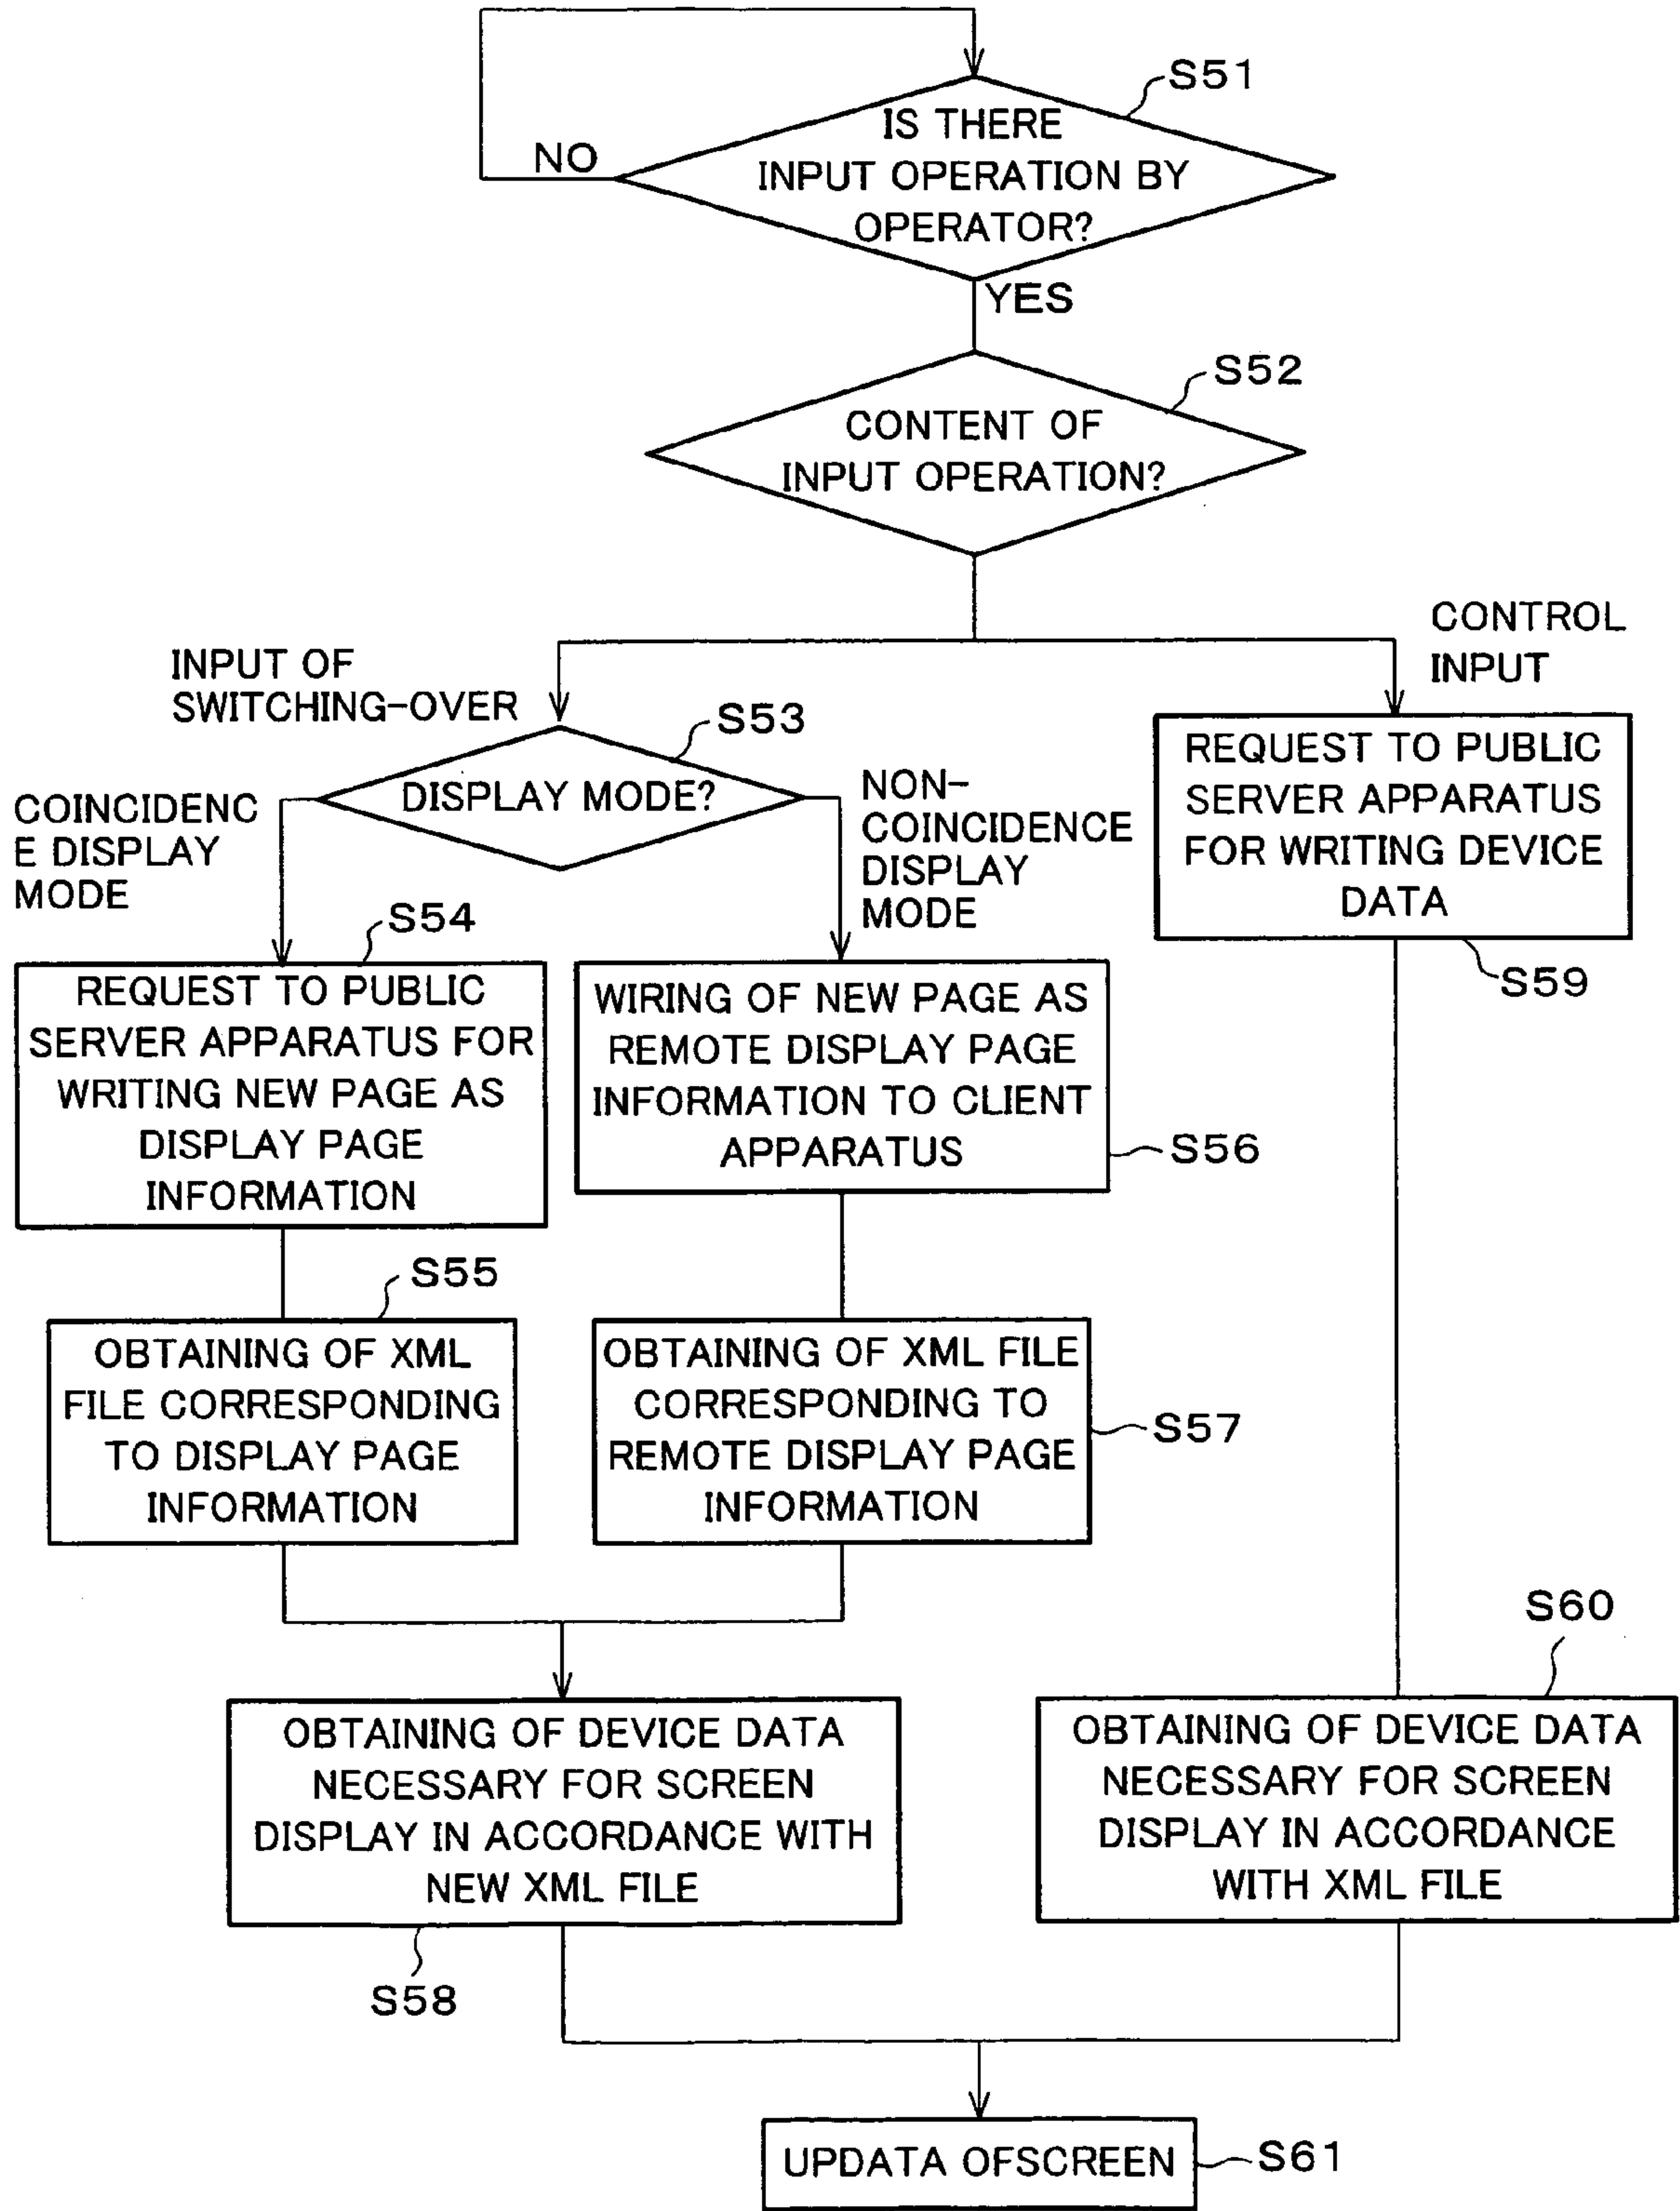 S51
IS THERE
INPUT OPERATION BY
OPERATOR?
NO
YES
S52
CONTENT OF
INPUT OPERATION?
INPUT OF
SWITCHING-OVER
CONTROL
INPUT
S53
DISPLAY MODE?
COINCIDENC
E DISPLAY
MODE
NON-
COINCIDENCE
DISPLAY
MODE
REQUEST TO PUBLIC
SERVER APPARATUS
FOR WRITING DEVICE
DATA
S59
S54
REQUEST TO PUBLIC
SERVER APPARATUS FOR
WRITING NEW PAGE AS
DISPLAY PAGE
INFORMATION
WIRING OF NEW PAGE AS
REMOTE DISPLAY PAGE
INFORMATION TO CLIENT
APPARATUS
S56
S55
OBTAINING OF XML
FILE CORRESPONDING
TO DISPLAY PAGE
INFORMATION
OBTAINING OF XML FILE
CORRESPONDING TO
REMOTE DISPLAY PAGE
INFORMATION
S57
S60
OBTAINING OF DEVICE DATA
NECESSARY FOR SCREEN
DISPLAY IN ACCORDANCE WITH
NEW XML FILE
S58
OBTAINING OF DEVICE DATA
NECESSARY FOR SCREEN
DISPLAY IN ACCORDANCE
WITH XML FILE
UPDATA OFSCREEN
S61